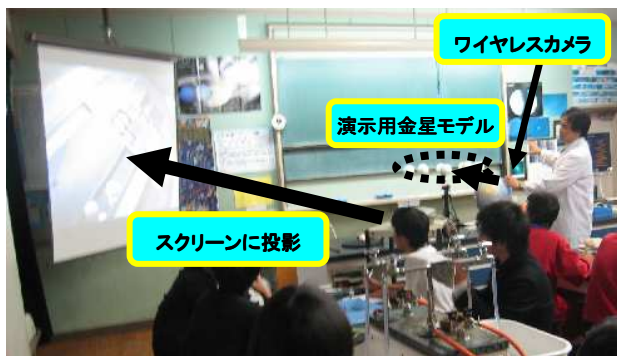 ワイヤレスカメラ
演示用金星モデル
スクリーンに投影